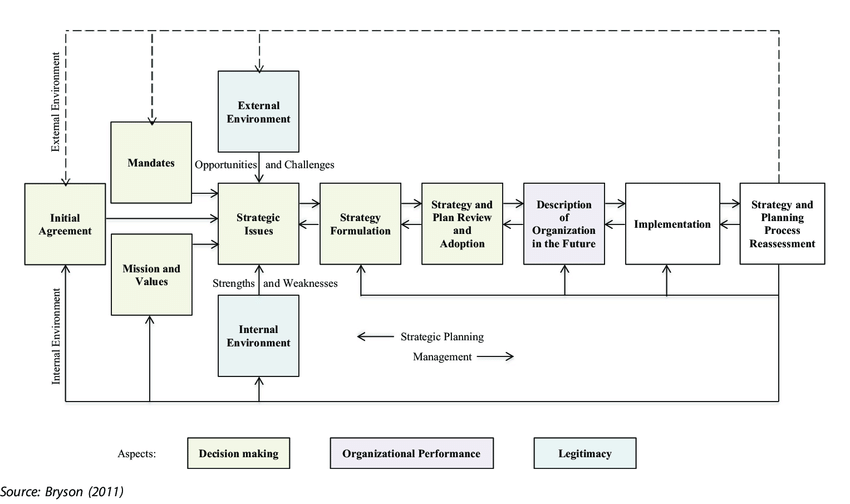 External Environment
External
Environment
Mandates
Opportunities and Challenges
Initial
Agreement
Strategic
Issues
Strategy
Formulation
Strategy and
Plan Review
and
Adoption
Description
of
Organization
in the Future
Implementation
Strategy and
Planning
Process
Reassessment
Mission and
Values
Strengths and Weaknesses
Internal Environment
Internal
Environment
Strategic Planning
Management
Aspects:
Decision making
Organizational Performance
Legitimacy
Source: Bryson (2011)